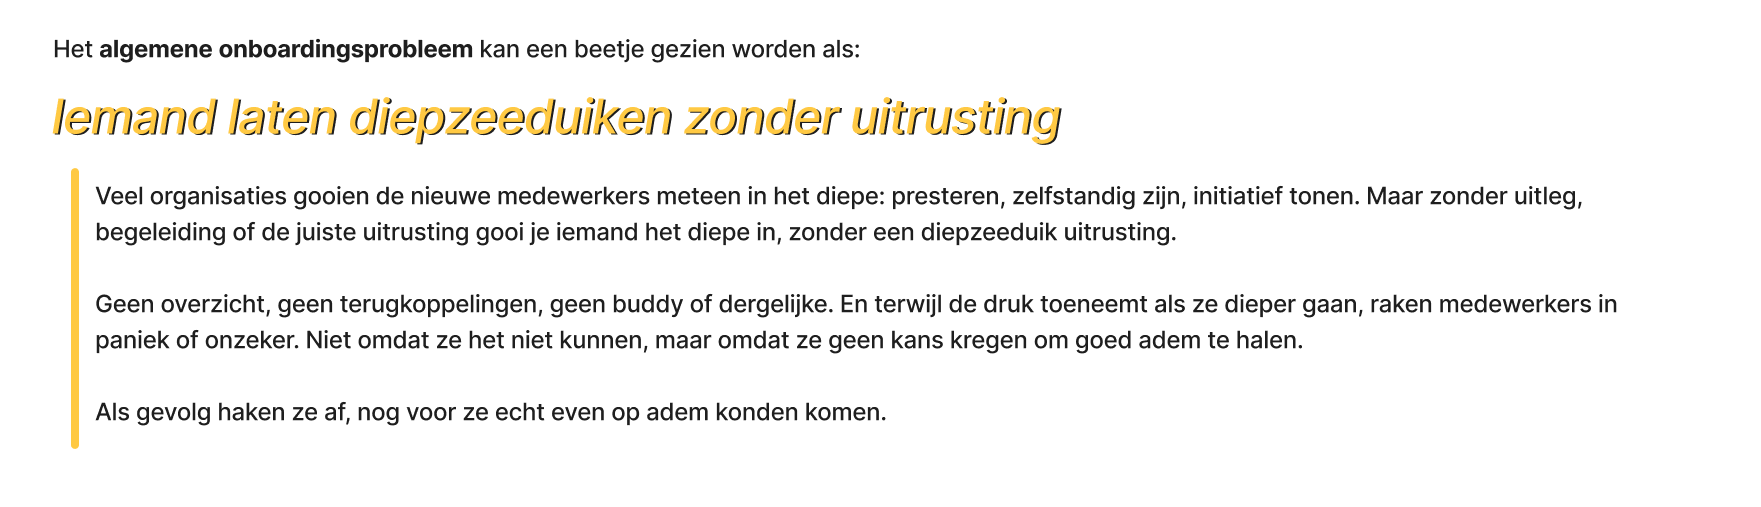 Het algemene onboardingsprobleem kan een beetje gezien worden als:
Iemand laten diepzeeduiken zonder uitrusting
Veel organisaties gooien de nieuwe medewerkers meteen in het diepe: presteren, zelfstandig zijn, initiatief tonen. Maar zonder uitleg,
begeleiding of de juiste uitrusting gooi je iemand het diepe in, zonder een diepzeeduik uitrusting.
Geen overzicht, geen terugkoppelingen, geen buddy of dergelijke. En terwijl de druk toeneemt als ze dieper gaan, raken medewerkers in
paniek of onzeker. Niet omdat ze het niet kunnen, maar omdat ze geen kans kregen om goed adem te halen.
Als gevolg haken ze af, nog voor ze echt even op adem konden komen.